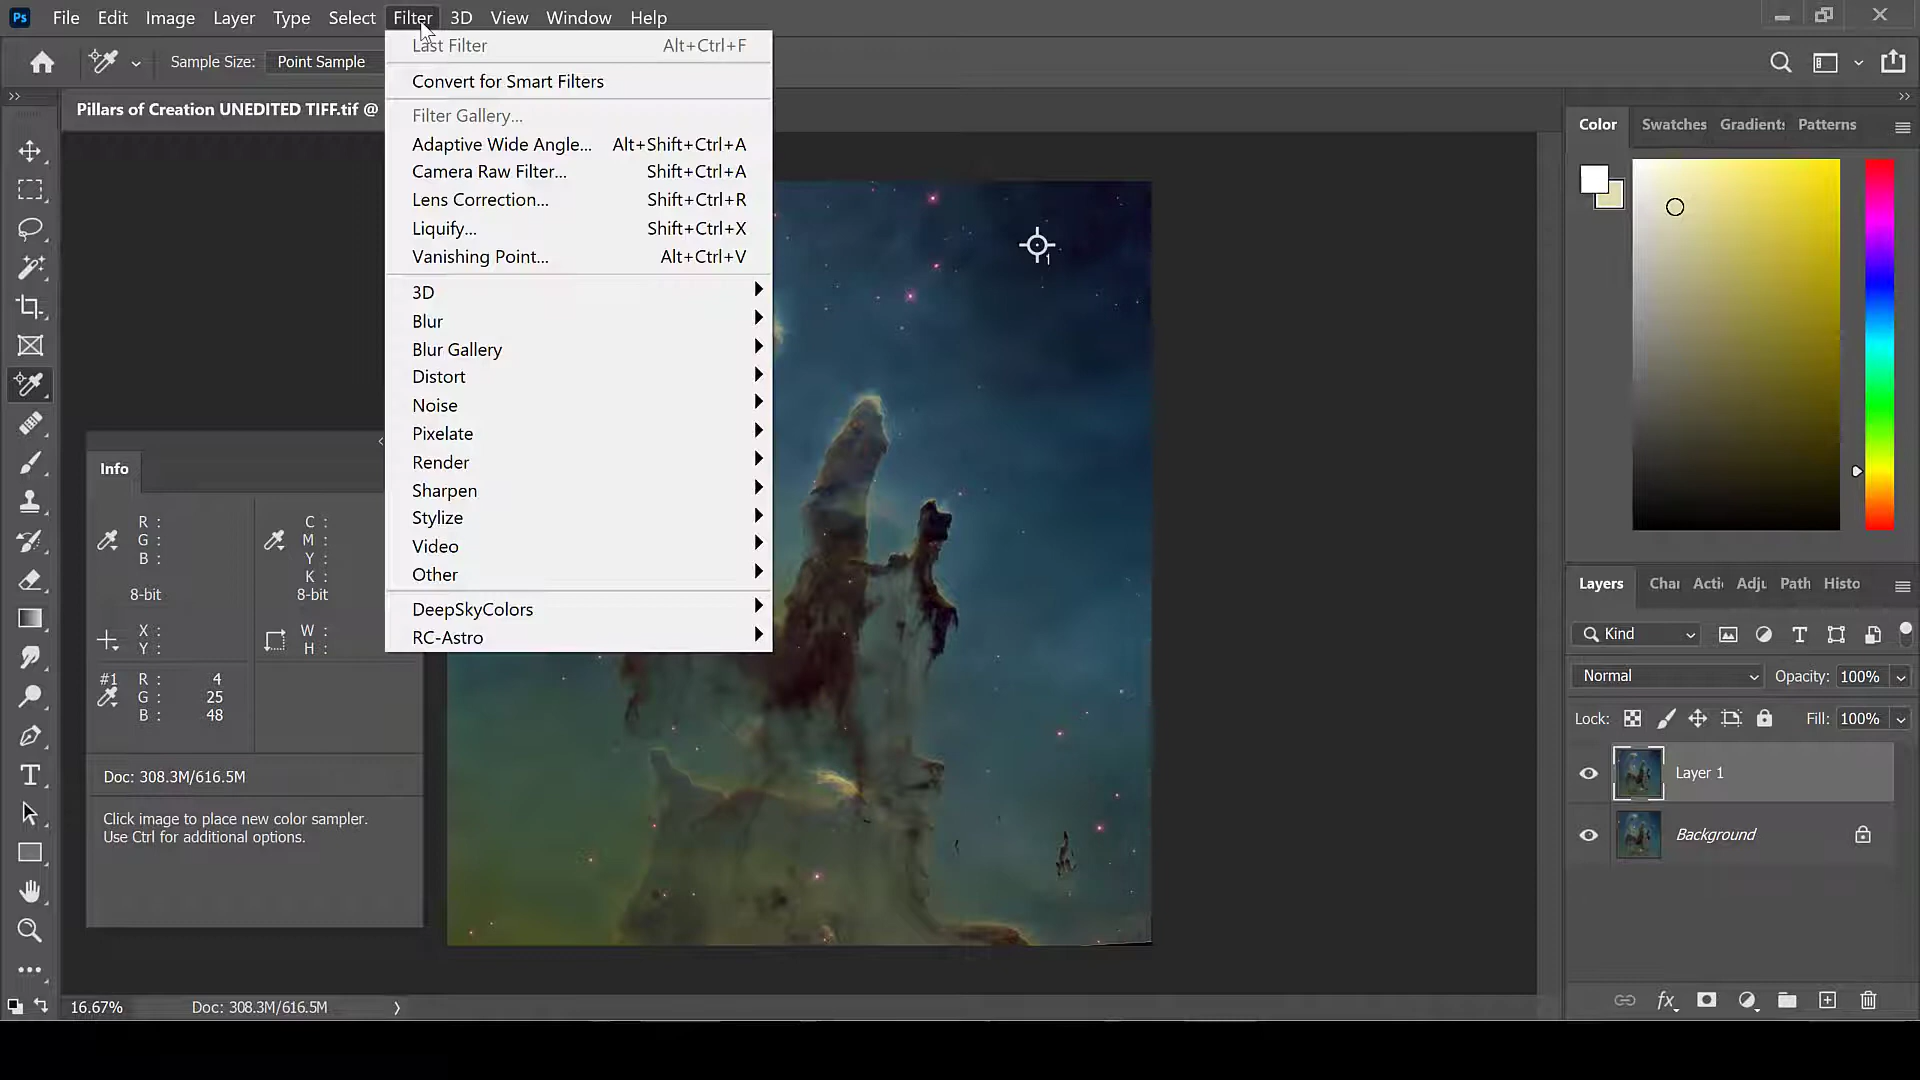 Ps File Edit Image Layer Type Select Filter 3D View Window Help
Sample Size: Point Sample
Pillars of Creation UNEDITED TIFF.tif @
Last Filter Alt+Ctrl+F
Convert for Smart Filters
Filter Gallery...
Adaptive Wide Angle... Alt+Shift+Ctrl+A
Camera Raw Filter... Shift+Ctrl+A
Lens Correction... Shift+Ctrl+R
Liquify... Shift+Ctrl+X
Vanishing Point... Alt+Ctrl+V
3D
Blur
Blur Gallery
Distort
Noise
Pixelate
Render
Sharpen
Stylize
Video
Other
DeepSkyColors
RC-Astro
1
Info
R : C :
G : M :
B : Y :
K :
8-bit 8-bit
X : W :
Y : H :
#1 R : 4
G : 25
B : 48
Doc: 308.3M/616.5M
Click image to place new color sampler.
Use Ctrl for additional options.
16.67% Doc: 308.3M/616.5M
Color Swatches Gradients Patterns
Layers Chai Acti Adju Path Histo
Kind
Normal Opacity: 100%
Lock: Fill: 100%
Layer 1
Background